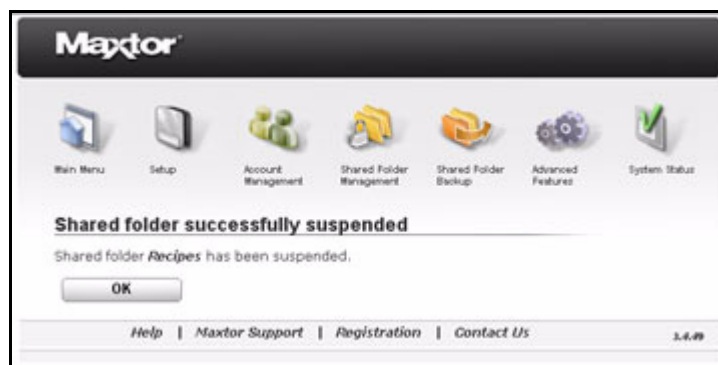 Maxtor
Main Menu
Setup
Account Management
Shared Folder Management
Shared Folder Backup
Advanced Features
System Status
Shared folder successfully suspended
Shared folder Recipes has been suspended.
OK
Help | Maxtor Support | Registration | Contact Us